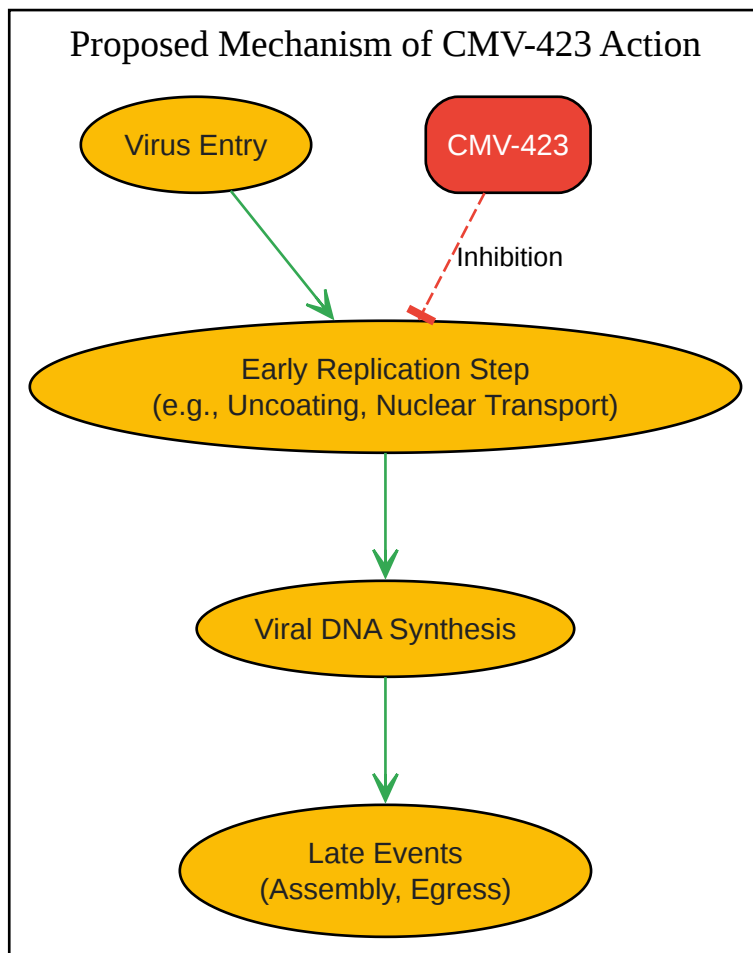 Proposed Mechanism of CMV-423 Action
Virus Entry
CMV-423
Inhibition
Early Replication Step
(e.g., Uncoating, Nuclear Transport)
Viral DNA Synthesis
Late Events
(Assembly, Egress)